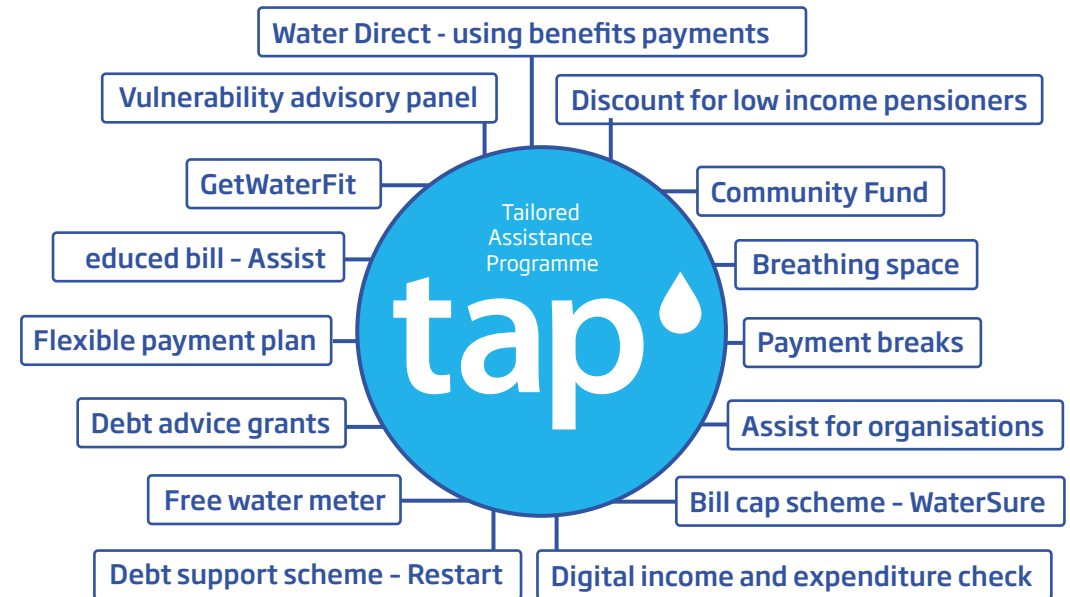 Water Direct - using benefits payments
Vulnerability advisory panel
Discount for low income pensioners
GetWaterFit
Community Fund
Tailored
Assistance
Programme
tap
educed bill – Assist
Breathing space
Flexible payment plan
Payment breaks
Debt advice grants
Assist for organisations
Free water meter
Bill cap scheme – WaterSure
Debt support scheme – Restart
Digital income and expenditure check